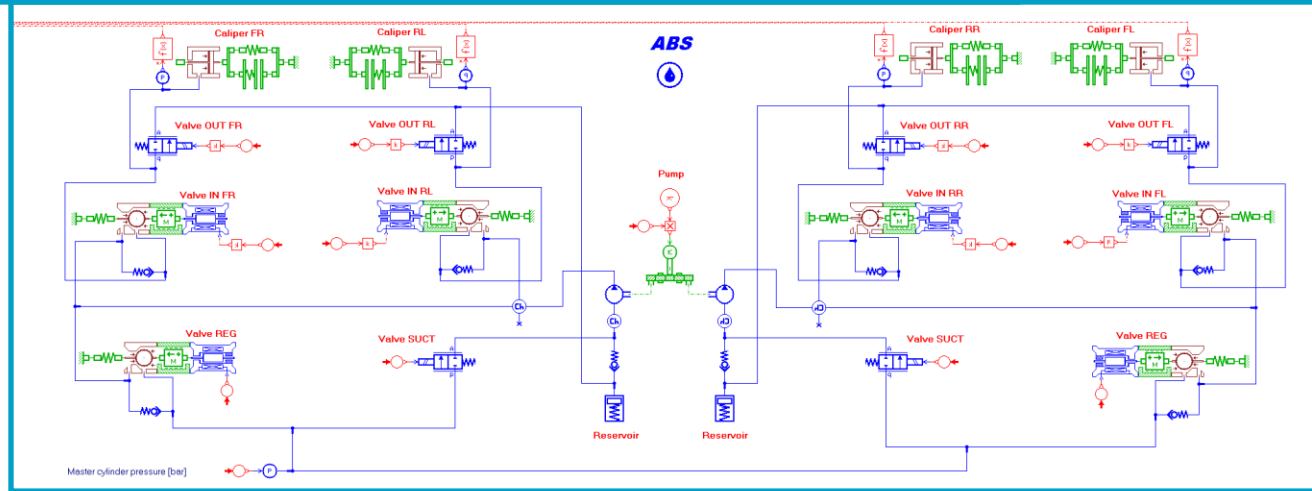 Caliper FR
Caliper RL
ABS
Caliper RR
Caliper FL
Valve OUT FR
Valve OUT RL
Valve OUT RR
Valve OUT FL
Pump
Valve IN FR
Valve IN RL
Valve IN RR
Valve IN FL
Valve REG
Valve SUCT
Valve SUCT
Valve REG
Reservoir
Reservoir
Master cylinder pressure [bar]